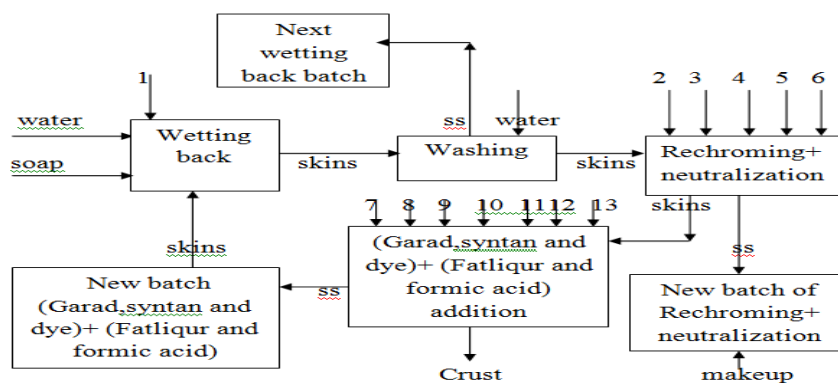 Next
wetting
back batch
1
2 3 4 5 6
water
ss
water
Wetting
back
Washing
Rechroming+
neutralization
soap
skins
skins
7 8 9 10 11 12 13
skins
skins
(Garad,syntan and
dye)+ (Fatliqur and
formic acid)
addition
ss
New batch
(Garad,syntan and
dye)+ (Fatliqur and
formic acid)
ss
New batch of
Rechroming+
neutralization
Crust
makeup